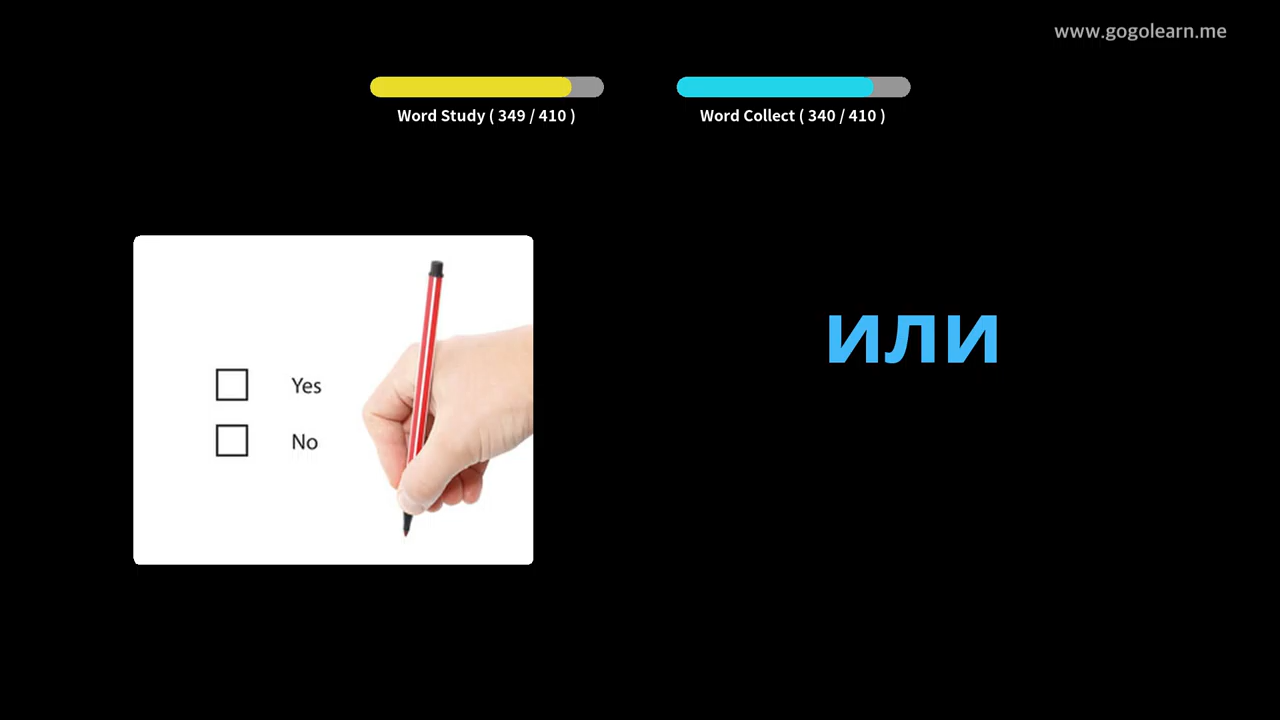 www.gogolearn.me
Word Study ( 349 / 410 )
Word Collect ( 340 / 410 )
Yes
No
или